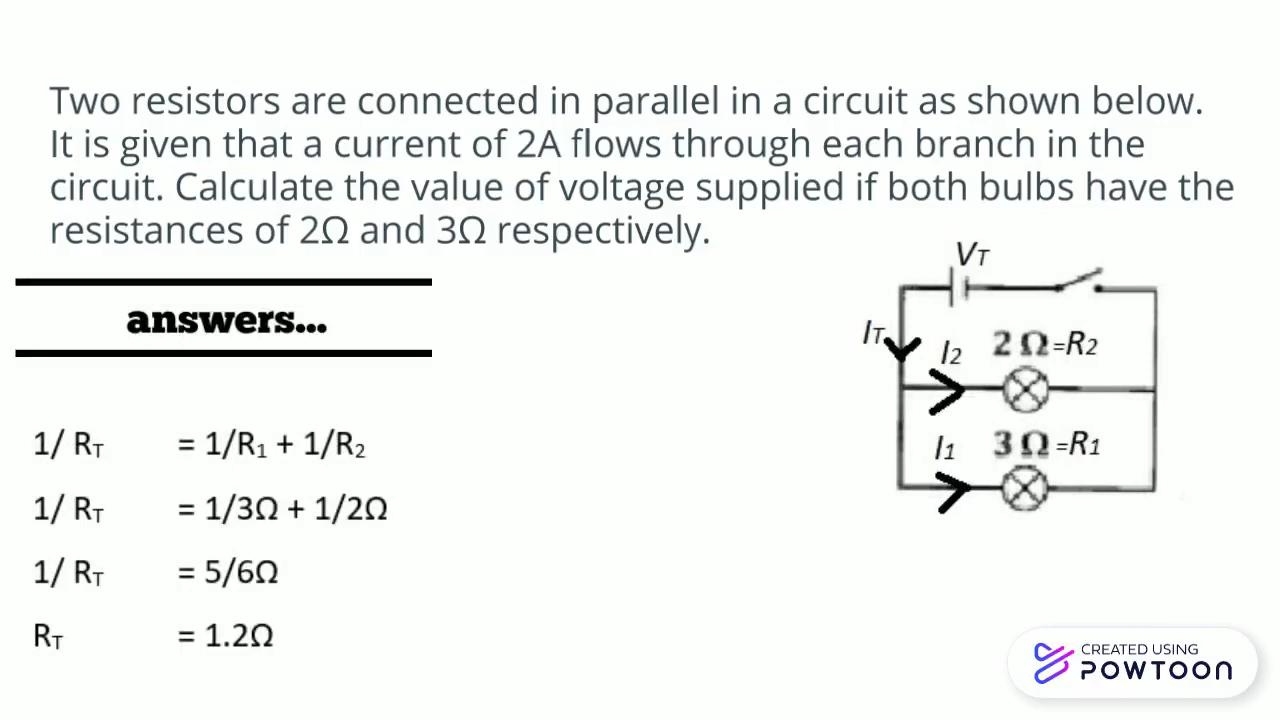 Two resistors are connected in parallel in a circuit as shown below.
It is given that a current of 2A flows through each branch in the
circuit. Calculate the value of voltage supplied if both bulbs have the
resistances of 2Ω and 3Ω respectively.
answers...
1/ RT = 1/R1 + 1/R2
1/ RT = 1/3Ω + 1/2Ω
1/ RT = 5/6Ω
RT = 1.2Ω
VT
IT
I2 2 Ω =R2
I1 3 Ω =R1
CREATED USING
POWTOON